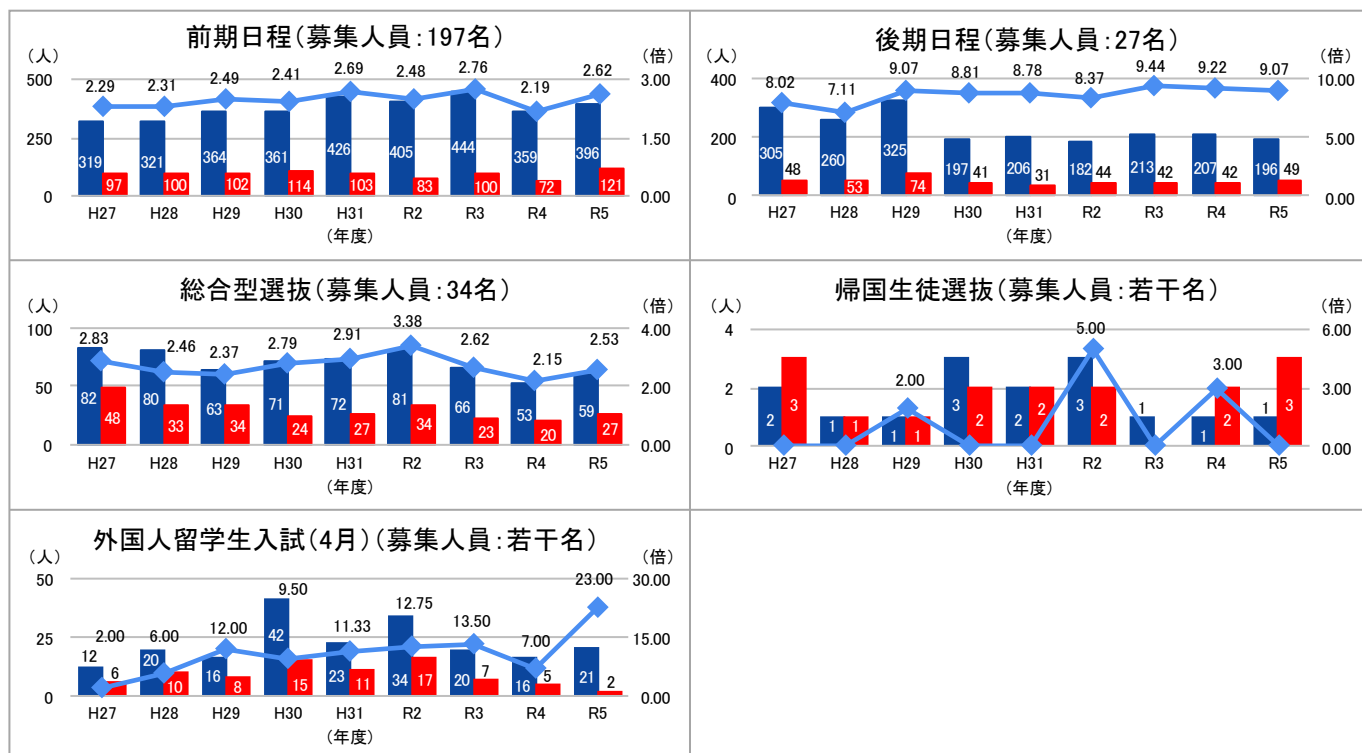 前期日程(募集人員:197名)
(人) (倍)
2.29 2.31 2.49 2.41 2.69 2.48 2.76 2.19 2.62
500 3.00
250 1.50
0 0.00
319 321 364 361 426 405 444 359 396
97 100 102 114 103 83 100 72 121
H27 H28 H29 H30 H31 R2 R3 R4 R5
(年度)
後期日程(募集人員:27名)
(人) (倍)
8.02 7.11 9.07 8.81 8.78 8.37 9.44 9.22 9.07
400 10.00
200 5.00
0 0.00
305 260 325 197 206 182 213 207 196
48 53 74 41 31 44 42 42 49
H27 H28 H29 H30 H31 R2 R3 R4 R5
(年度)
総合型選抜(募集人員:34名)
(人) (倍)
2.83 2.46 2.37 2.79 2.91 3.38 2.62 2.15 2.53
100 4.00
50 2.00
0 0.00
82 80 63 71 72 81 66 53 59
48 33 34 24 27 34 23 20 27
H27 H28 H29 H30 H31 R2 R3 R4 R5
(年度)
帰国生徒選抜(募集人員:若干名)
(人) (倍)
2.00 5.00 3.00
4 6.00
2 3.00
0 0.00
2 1 1 3 2 3 1 1 1
3 1 1 2 2 2 2 3
H27 H28 H29 H30 H31 R2 R3 R4 R5
(年度)
外国人留学生入試(4月)(募集人員:若干名)
(人) (倍)
2.00 6.00 12.00 9.50 11.33 12.75 13.50 7.00 23.00
50 30.00
25 15.00
0 0.00
12 20 16 42 23 34 20 16 21
6 10 8 15 11 17 7 5 2
H27 H28 H29 H30 H31 R2 R3 R4 R5
(年度)